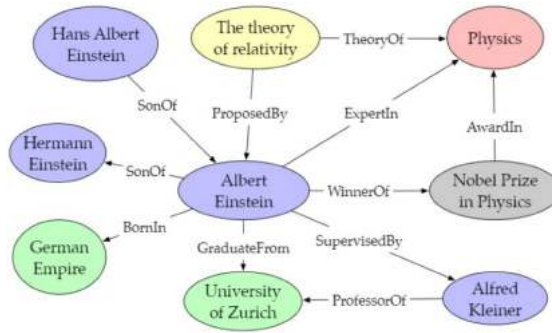 Hans Albert
Einstein
The theory
of relativity
TheoryOf
Physics
SonOf
ProposedBy
ExpertIn
AwardIn
Hermann
Einstein
SonOf
Albert
Einstein
WinnerOf
Nobel Prize
in Physics
BornIn
German
Empire
GraduateFrom
SupervisedBy
University
of Zurich
ProfessorOf
Alfred
Kleiner